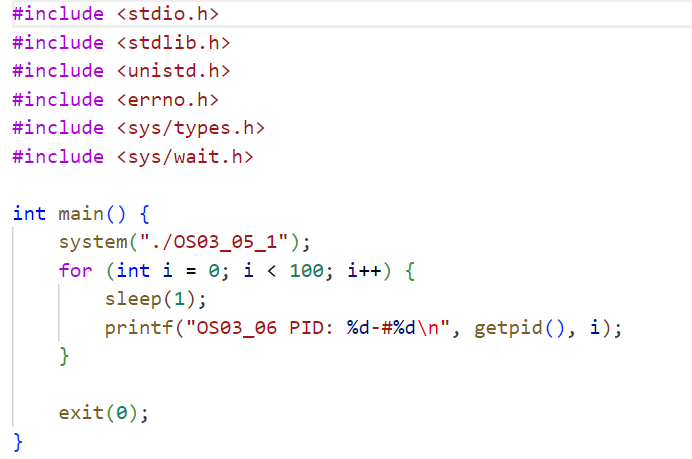 #include <stdio.h>
#include <stdlib.h>
#include <unistd.h>
#include <errno.h>
#include <sys/types.h>
#include <sys/wait.h>

int main() {
    system("./OS03_05_1");
    for (int i = 0; i < 100; i++) {
        sleep(1);
        printf("OS03_06 PID: %d-#%d\n", getpid(), i);
    }

    exit(0);
}